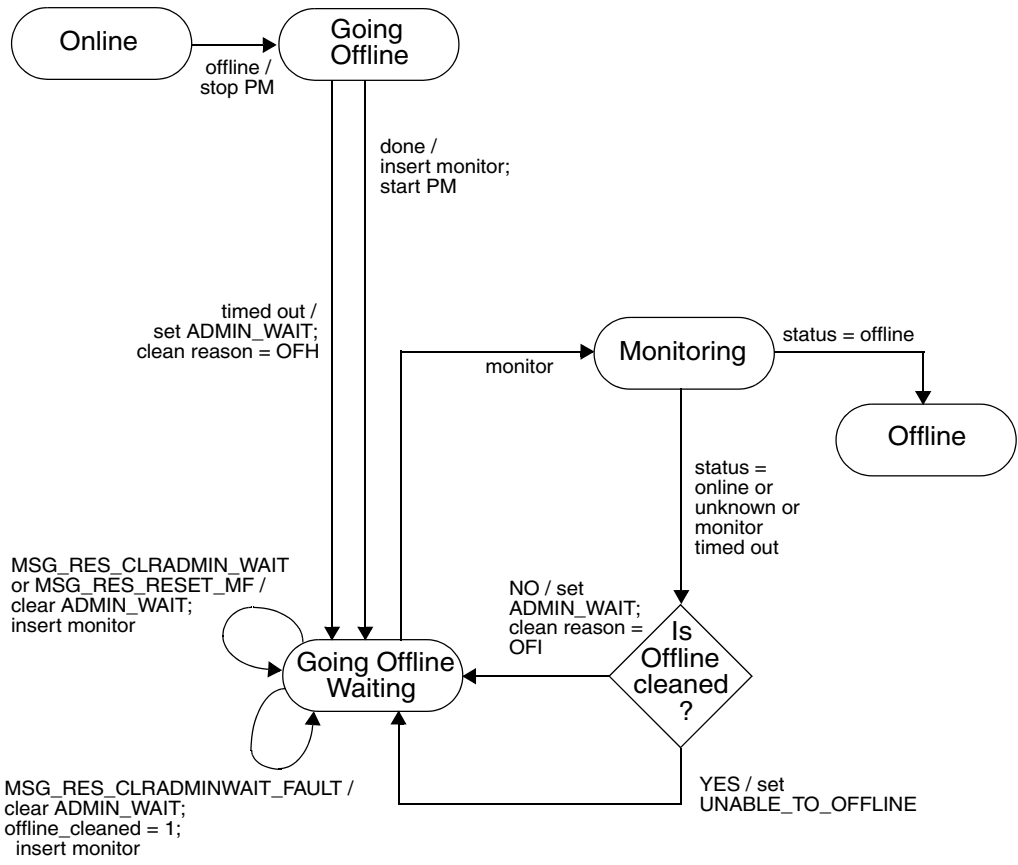 Online
Going
Offline
offline /
stop PM
done /
insert monitor;
start PM
timed out /
set ADMIN_WAIT;
clean reason = OFH
monitor
Monitoring
status = offline
Offline
status =
online or
unknown or
monitor
timed out
MSG_RES_CLRADMIN_WAIT
or MSG_RES_RESET_MF /
clear ADMIN_WAIT;
insert monitor
NO / set
ADMIN_WAIT;
clean reason =
OFI
Is
Offline
cleaned
?
Going Offline
Waiting
MSG_RES_CLRADMINWAIT_FAULT /
clear ADMIN_WAIT;
offline_cleaned = 1;
insert monitor
YES / set
UNABLE_TO_OFFLINE